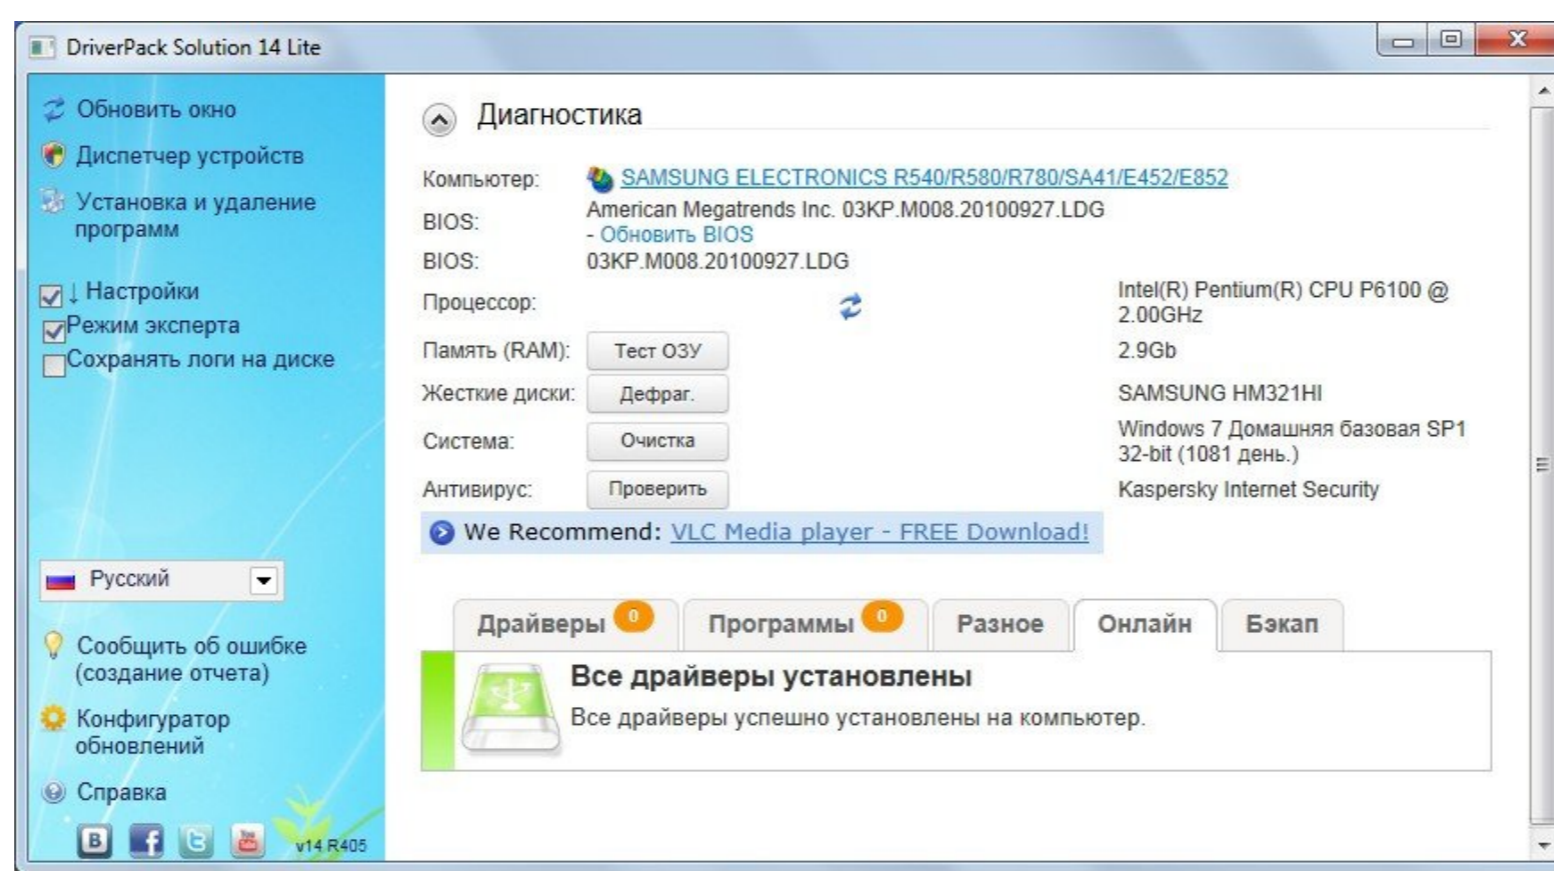 DriverPack Solution 14 Lite
Обновить окно
Диспетчер устройств
Установка и удаление
программ
↓ Настройки
Режим эксперта
Сохранять логи на диске
Русский
Сообщить об ошибке
(создание отчета)
Конфигуратор
обновлений
Справка
v14 R405
Диагностика
Компьютер: SAMSUNG ELECTRONICS R540/R580/R780/SA41/E452/E852
BIOS: American Megatrends Inc. 03KP.M008.20100927.LDG
- Обновить BIOS
BIOS: 03KP.M008.20100927.LDG
Процессор: Intel(R) Pentium(R) CPU P6100 @
2.00GHz
Память (RAM): Тест ОЗУ 2.9Gb
Жесткие диски: Дефраг. SAMSUNG HM321HI
Система: Очистка Windows 7 Домашняя базовая SP1
32-bit (1081 день.)
Антивирус: Проверить Kaspersky Internet Security
We Recommend: VLC Media player - FREE Download!
Драйверы 0 Программы 0 Разное Онлайн Бэкап
Все драйверы установлены
Все драйверы успешно установлены на компьютер.